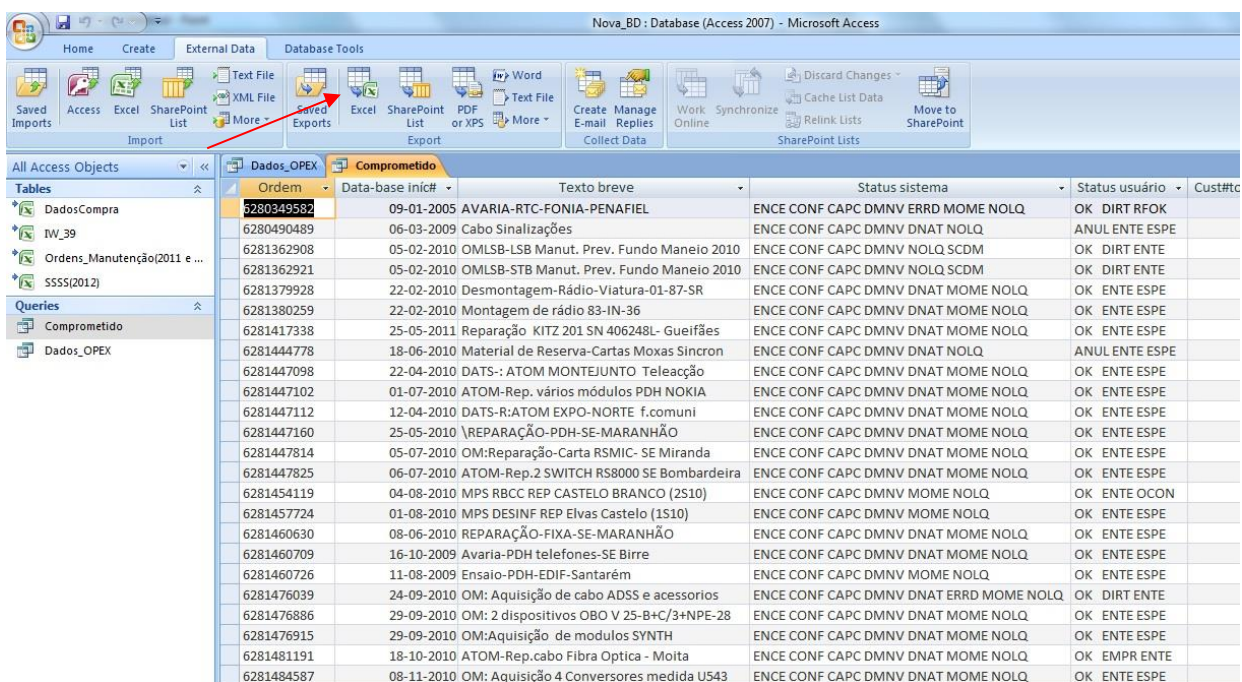 Nova_BD : Database (Access 2007) - Microsoft Access
Home Create External Data Database Tools
Saved Imports
Access
Excel
SharePoint List
Text File
XML File
More
Import
Saved Exports
Excel
SharePoint List
PDF or XPS
Word
Text File
More
Export
Create E-mail
Manage Replies
Collect Data
Work Online
Synchronize
Discard Changes
Cache List Data
Relink Lists
Move to SharePoint
SharePoint Lists
All Access Objects
Tables
DadosCompra
IW_39
Ordens_Manutenção(2011 e ...
SSSS(2012)
Queries
Comprometido
Dados_OPEX
Dados_OPEX Comprometido
Ordem Data-base iníc# Texto breve Status sistema Status usuário Cust#to
6280349582 09-01-2005 AVARIA-RTC-FONIA-PENAFIEL ENCE CONF CAPC DMNV ERRD MOME NOLQ OK DIRT RFOK
6280490489 06-03-2009 Cabo Sinalizações ENCE CONF CAPC DMNV DNAT NOLQ ANUL ENTE ESPE
6281362908 05-02-2010 OMLSB-LSB Manut. Prev. Fundo Maneio 2010 ENCE CONF CAPC DMNV NOLQ SCDM OK DIRT ENTE
6281362921 05-02-2010 OMLSB-STB Manut. Prev. Fundo Maneio 2010 ENCE CONF CAPC DMNV NOLQ SCDM OK DIRT ENTE
6281379928 22-02-2010 Desmontagem-Rádio-Viatura-01-87-SR ENCE CONF CAPC DMNV DNAT MOME NOLQ OK ENTE ESPE
6281380259 22-02-2010 Montagem de rádio 83-IN-36 ENCE CONF CAPC DMNV DNAT MOME NOLQ OK ENTE ESPE
6281417338 25-05-2011 Reparação KITZ 201 SN 406248L- Gueifães ENCE CONF CAPC DMNV DNAT MOME NOLQ OK ENTE ESPE
6281444778 18-06-2010 Material de Reserva-Cartas Moxas Sincron ENCE CONF CAPC DMNV DNAT NOLQ ANUL ENTE ESPE
6281447098 22-04-2010 DATS-: ATOM MONTEJUNTO Teleacção ENCE CONF CAPC DMNV DNAT MOME NOLQ OK ENTE ESPE
6281447102 01-07-2010 ATOM-Rep. vários módulos PDH NOKIA ENCE CONF CAPC DMNV DNAT MOME NOLQ OK ENTE ESPE
6281447112 12-04-2010 DATS-R:ATOM EXPO-NORTE f.comuni ENCE CONF CAPC DMNV DNAT MOME NOLQ OK ENTE ESPE
6281447160 25-05-2010 \REPARAÇÃO-PDH-SE-MARANHÃO ENCE CONF CAPC DMNV DNAT MOME NOLQ OK ENTE ESPE
6281447814 05-07-2010 OM:Reparação-Carta RSMIC- SE Miranda ENCE CONF CAPC DMNV DNAT MOME NOLQ OK ENTE ESPE
6281447825 06-07-2010 ATOM-Rep.2 SWITCH RS8000 SE Bombardeira ENCE CONF CAPC DMNV DNAT MOME NOLQ OK ENTE ESPE
6281454119 04-08-2010 MPS RBCC REP CASTELO BRANCO (2S10) ENCE CONF CAPC DMNV MOME NOLQ OK ENTE OCON
6281457724 01-08-2010 MPS DESINF REP Elvas Castelo (1S10) ENCE CONF CAPC DMNV MOME NOLQ OK ENTE ESPE
6281460630 08-06-2010 REPARAÇÃO-FIXA-SE-MARANHÃO ENCE CONF CAPC DMNV DNAT MOME NOLQ OK ENTE ESPE
6281460709 16-10-2009 Avaria-PDH telefones-SE Birre ENCE CONF CAPC DMNV DNAT MOME NOLQ OK ENTE ESPE
6281460726 11-08-2009 Ensaio-PDH-EDIF-Santarém ENCE CONF CAPC DMNV MOME NOLQ OK ENTE ESPE
6281476039 24-09-2010 OM: Aquisição de cabo ADSS e acessorios ENCE CONF CAPC DMNV DNAT ERRD MOME NOLQ OK DIRT ENTE
6281476886 29-09-2010 OM: 2 dispositivos OBO V 25-B+C/3+NPE-28 ENCE CONF CAPC DMNV DNAT MOME NOLQ OK ENTE ESPE
6281476915 29-09-2010 OM:Aquisição de modulos SYNTH ENCE CONF CAPC DMNV DNAT MOME NOLQ OK ENTE ESPE
6281481191 18-10-2010 ATOM-Rep.cabo Fibra Optica - Moita ENCE CONF CAPC DMNV DNAT MOME NOLQ OK EMPR ENTE
6281484587 08-11-2010 OM: Aquisição 4 Conversores medida U543 ENCE CONF CAPC DMNV DNAT MOME NOLQ OK ENTE ESPE